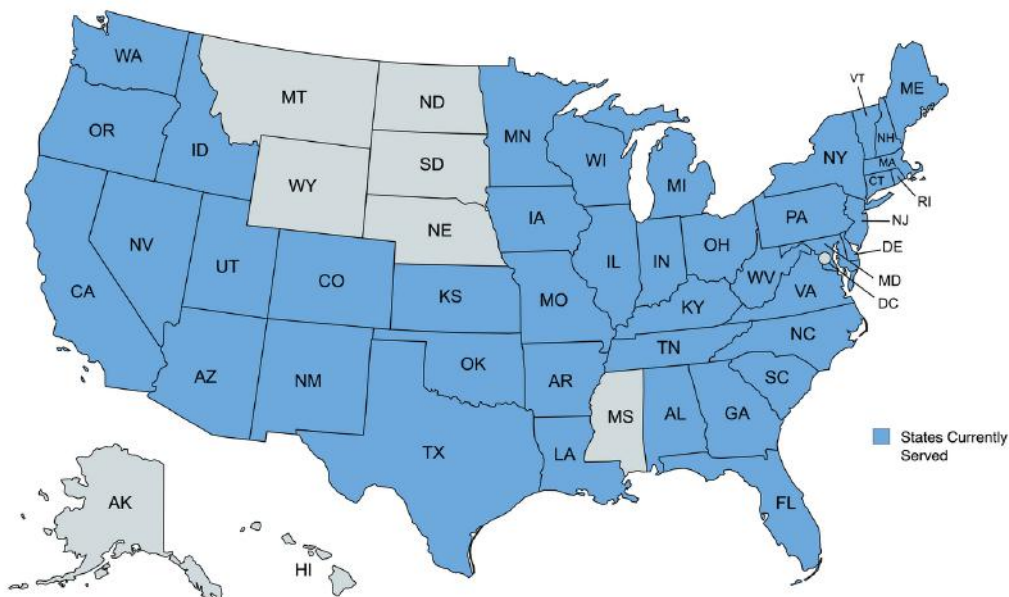 WA
MT
ND
MN
VT
ME
OR
ID
SD
WI
NY
NH
MA
WY
MI
CT
RI
NE
IA
PA
NJ
NV
UT
IL
IN
OH
DE
CO
MD
CA
KS
MO
WV
VA
DC
KY
NC
TN
OK
AZ
NM
AR
SC
MS
AL
GA
States Currently
Served
TX
LA
FL
AK
HI